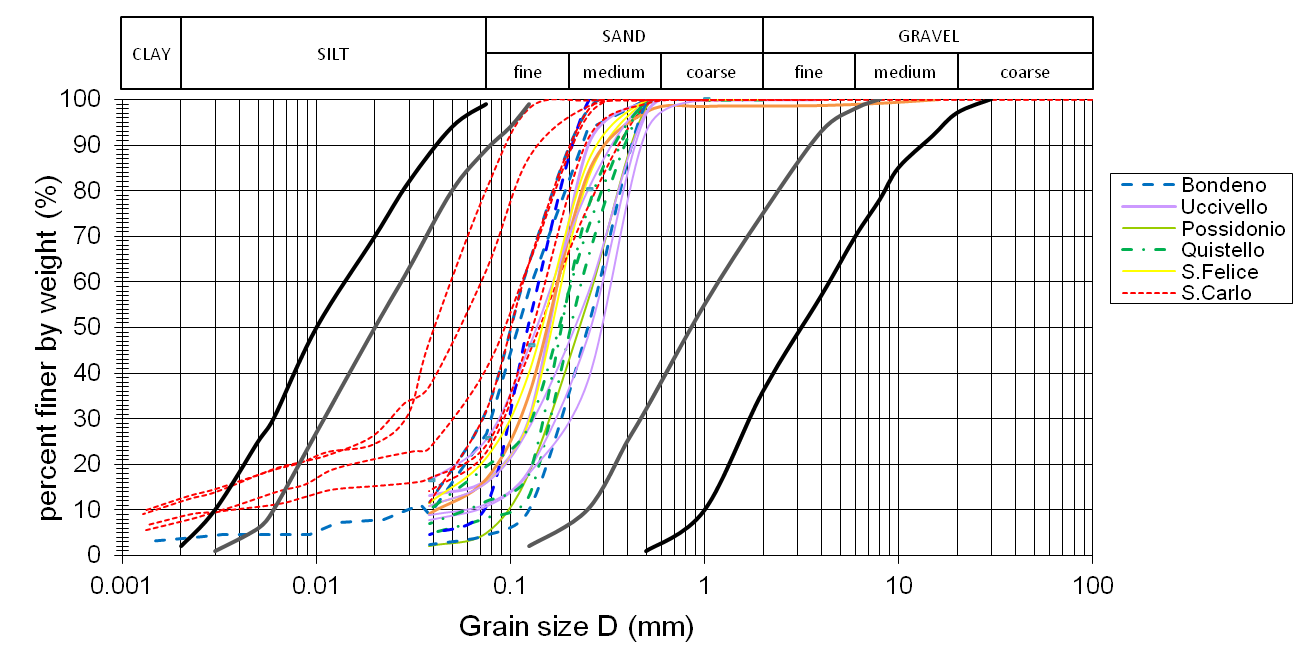 SAND GRAVEL
CLAY SILT
fine medium coarse fine medium coarse
100
90
80
70
60
50
40
30
20
10
0
percent finer by weight (%)
Bondeno
Uccivello
Possidonio
Quistello
S.Felice
S.Carlo
0.001 0.01 0.1 1 10 100
Grain size D (mm)